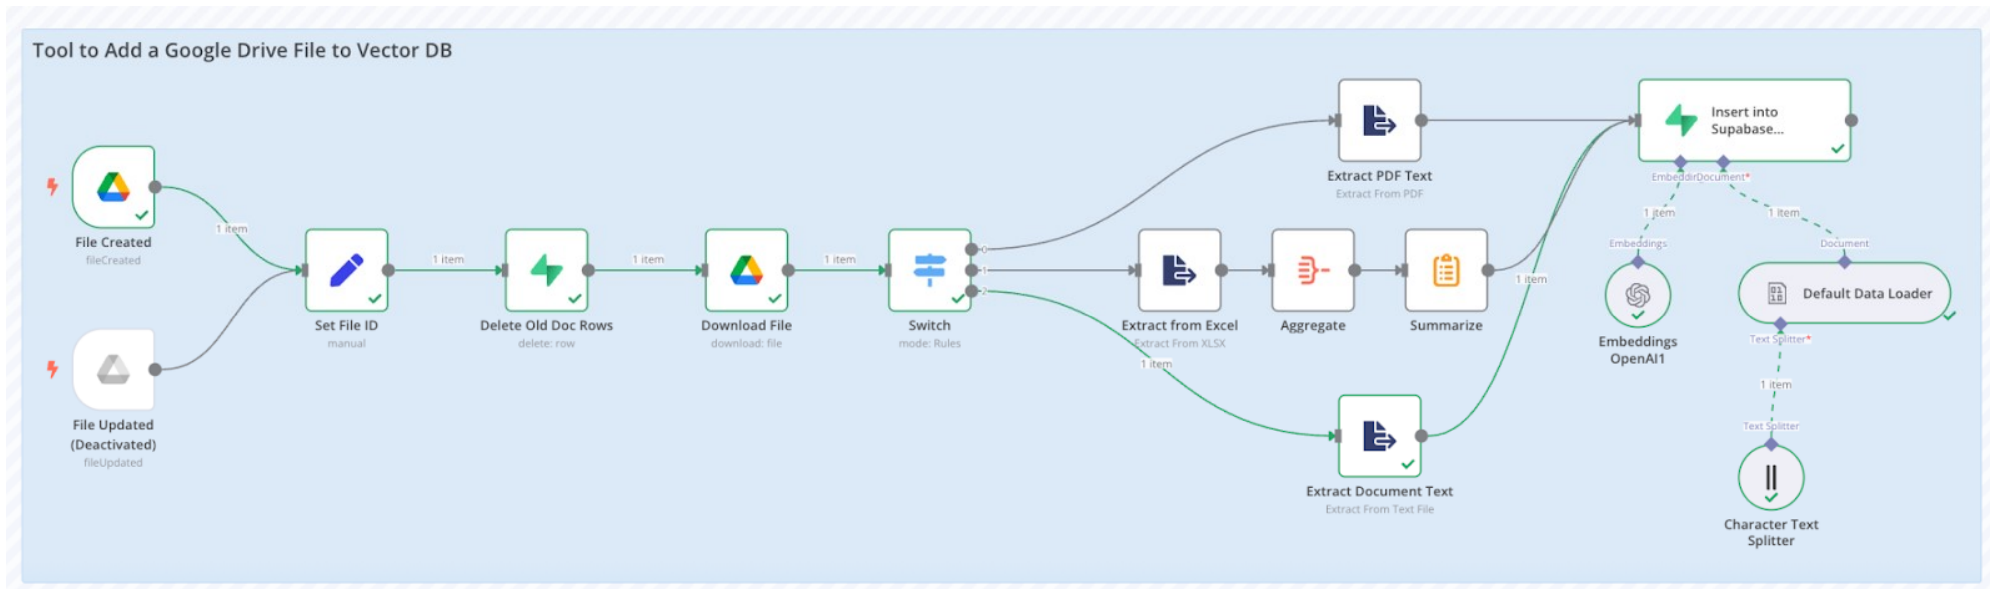 Tool to Add a Google Drive File to Vector DB
File Created
fileCreated
1 item
File Updated
(Deactivated)
fileUpdated
Set File ID
manual
1 item
Delete Old Doc Rows
delete: row
1 item
Download File
download: file
1 item
Switch
mode: Rules
0
1
2
Extract PDF Text
Extract From PDF
Extract from Excel
Extract From XLSX
Aggregate
Summarize
1 item
Extract Document Text
Extract From Text File
1 item
Insert into
Supabase...
Document*
1 item
1 item
Embeddings
Document
Embeddings
OpenAI1
Default Data Loader
Text Splitter*
1 item
Text Splitter
Character Text
Splitter